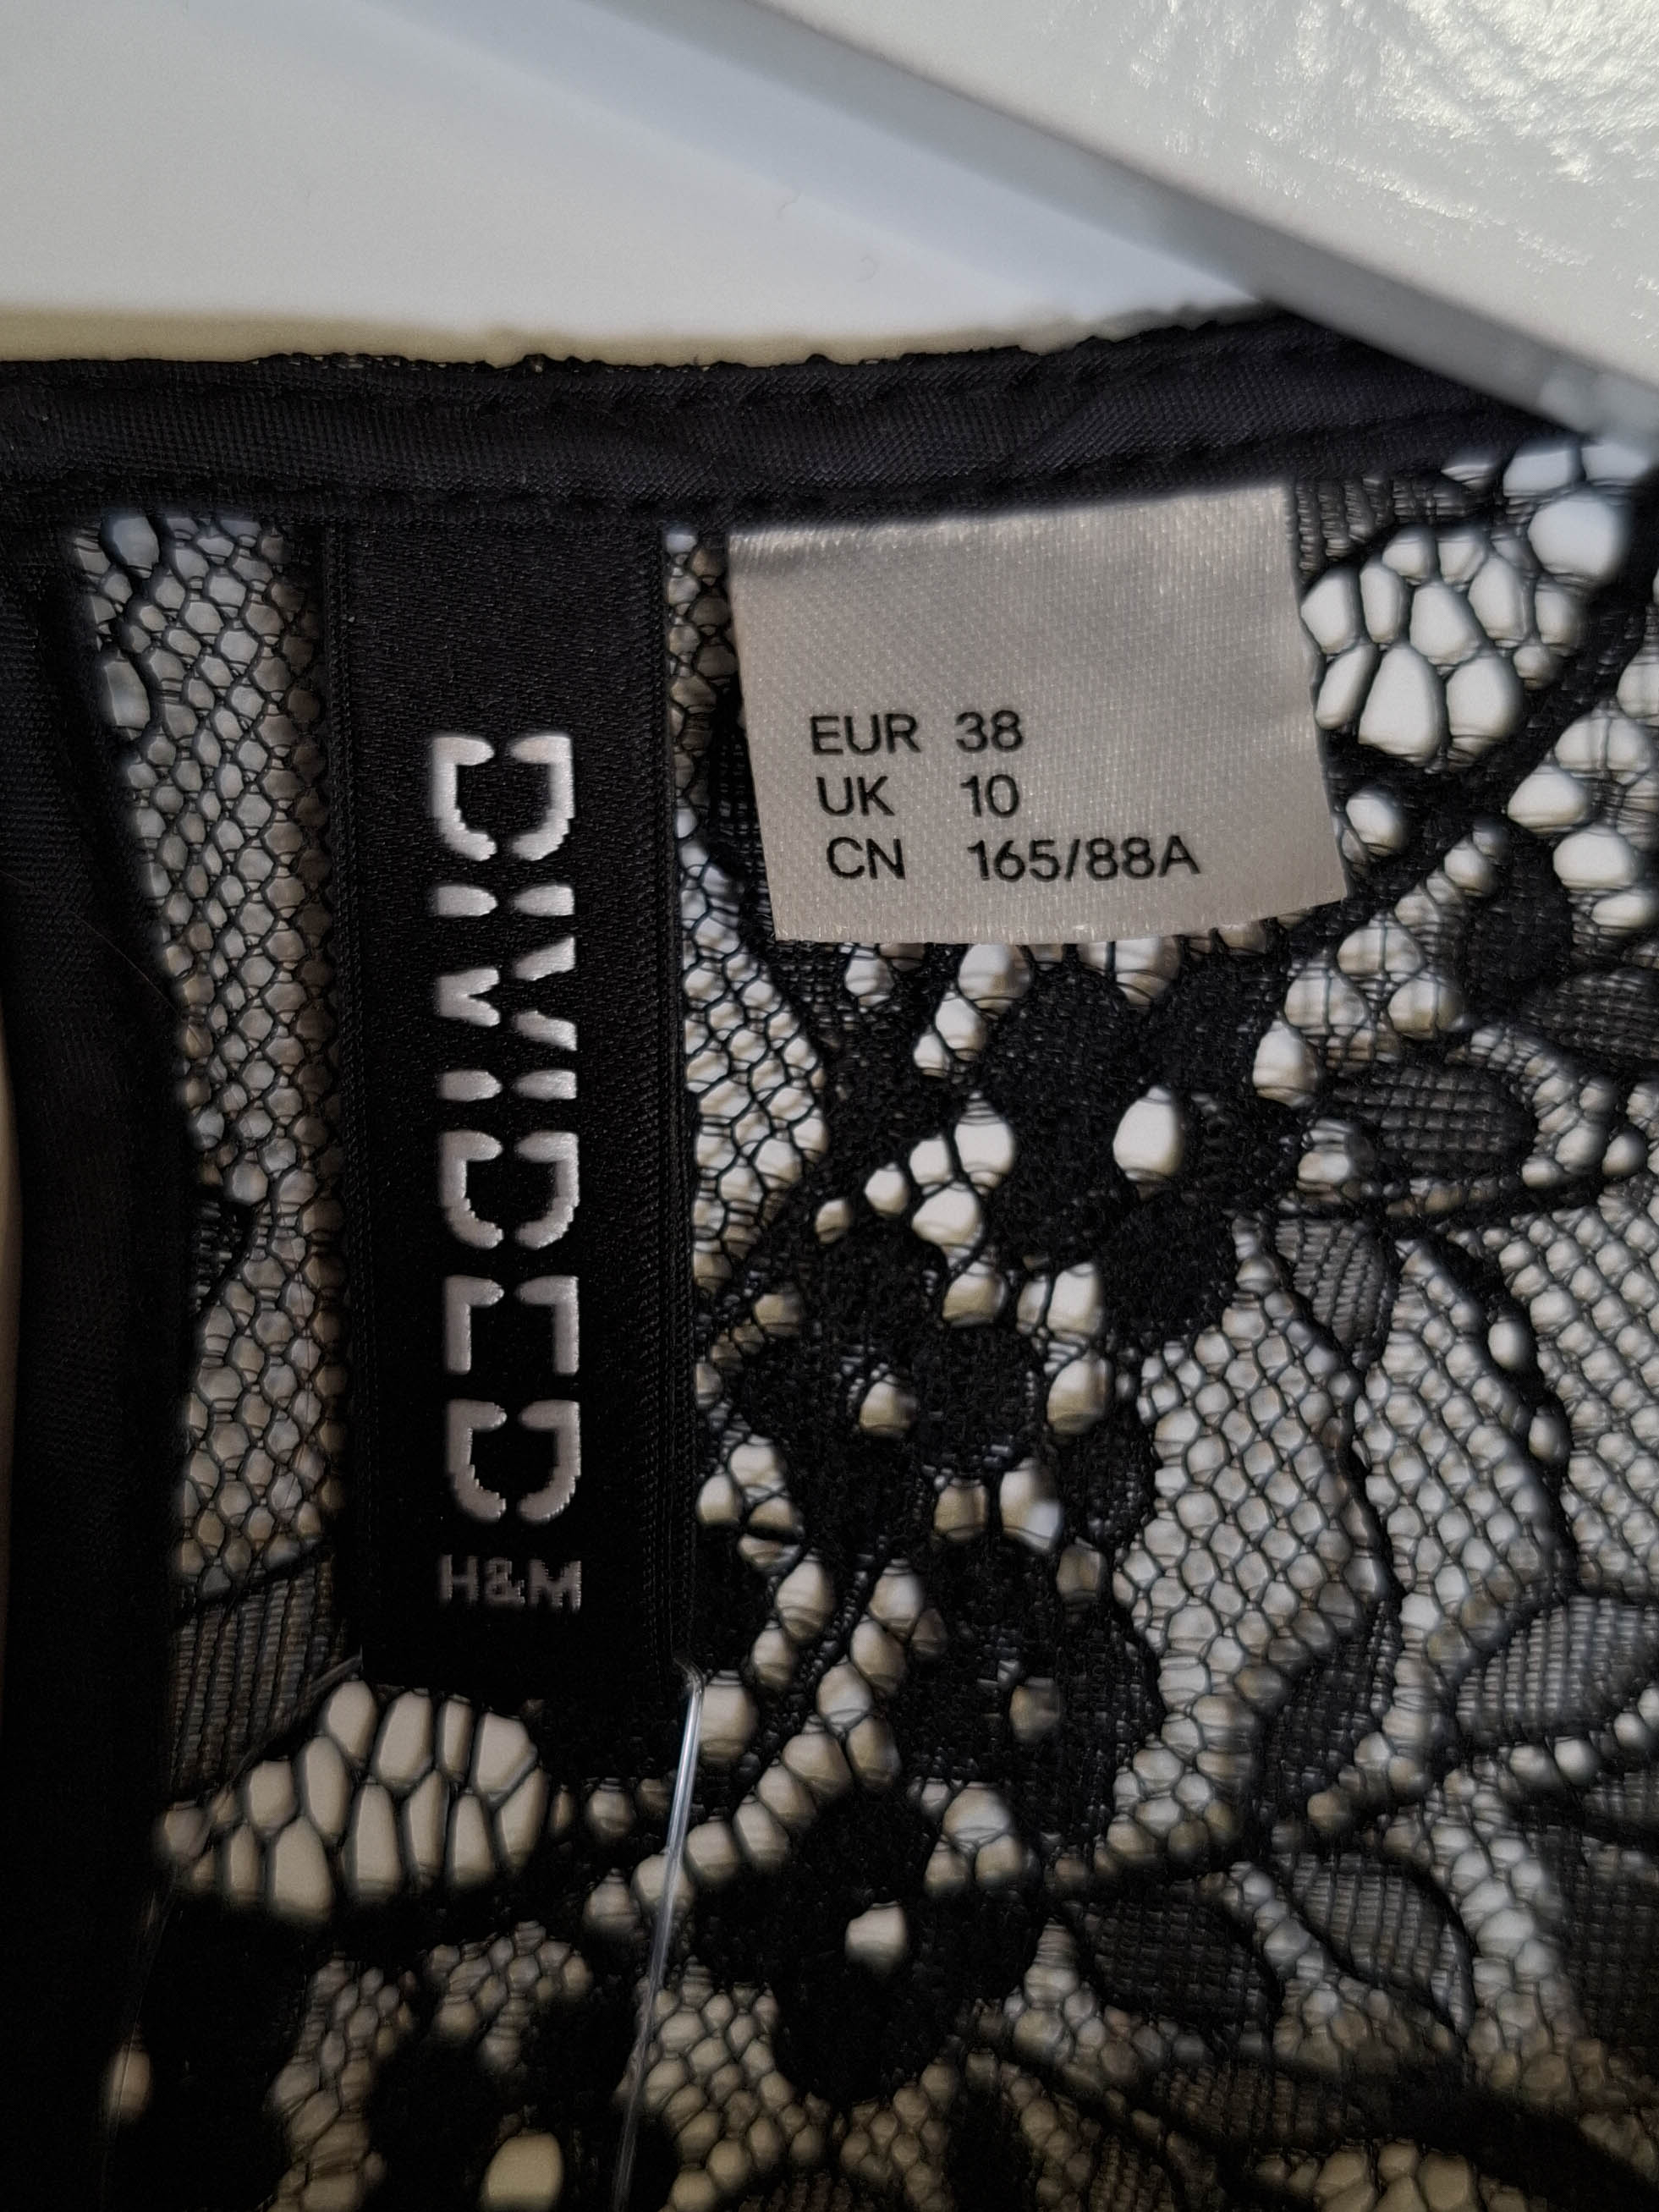 DIVIDED
H&M
EUR 38
UK 10
CN 165/88A